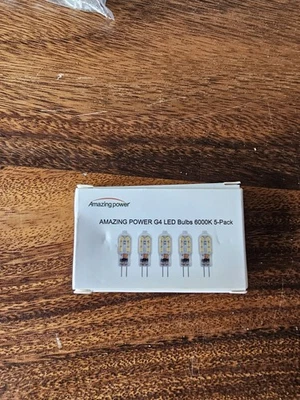 Amazing power
AMAZING POWER G4 LED Bulbs 6000K 5-Pack